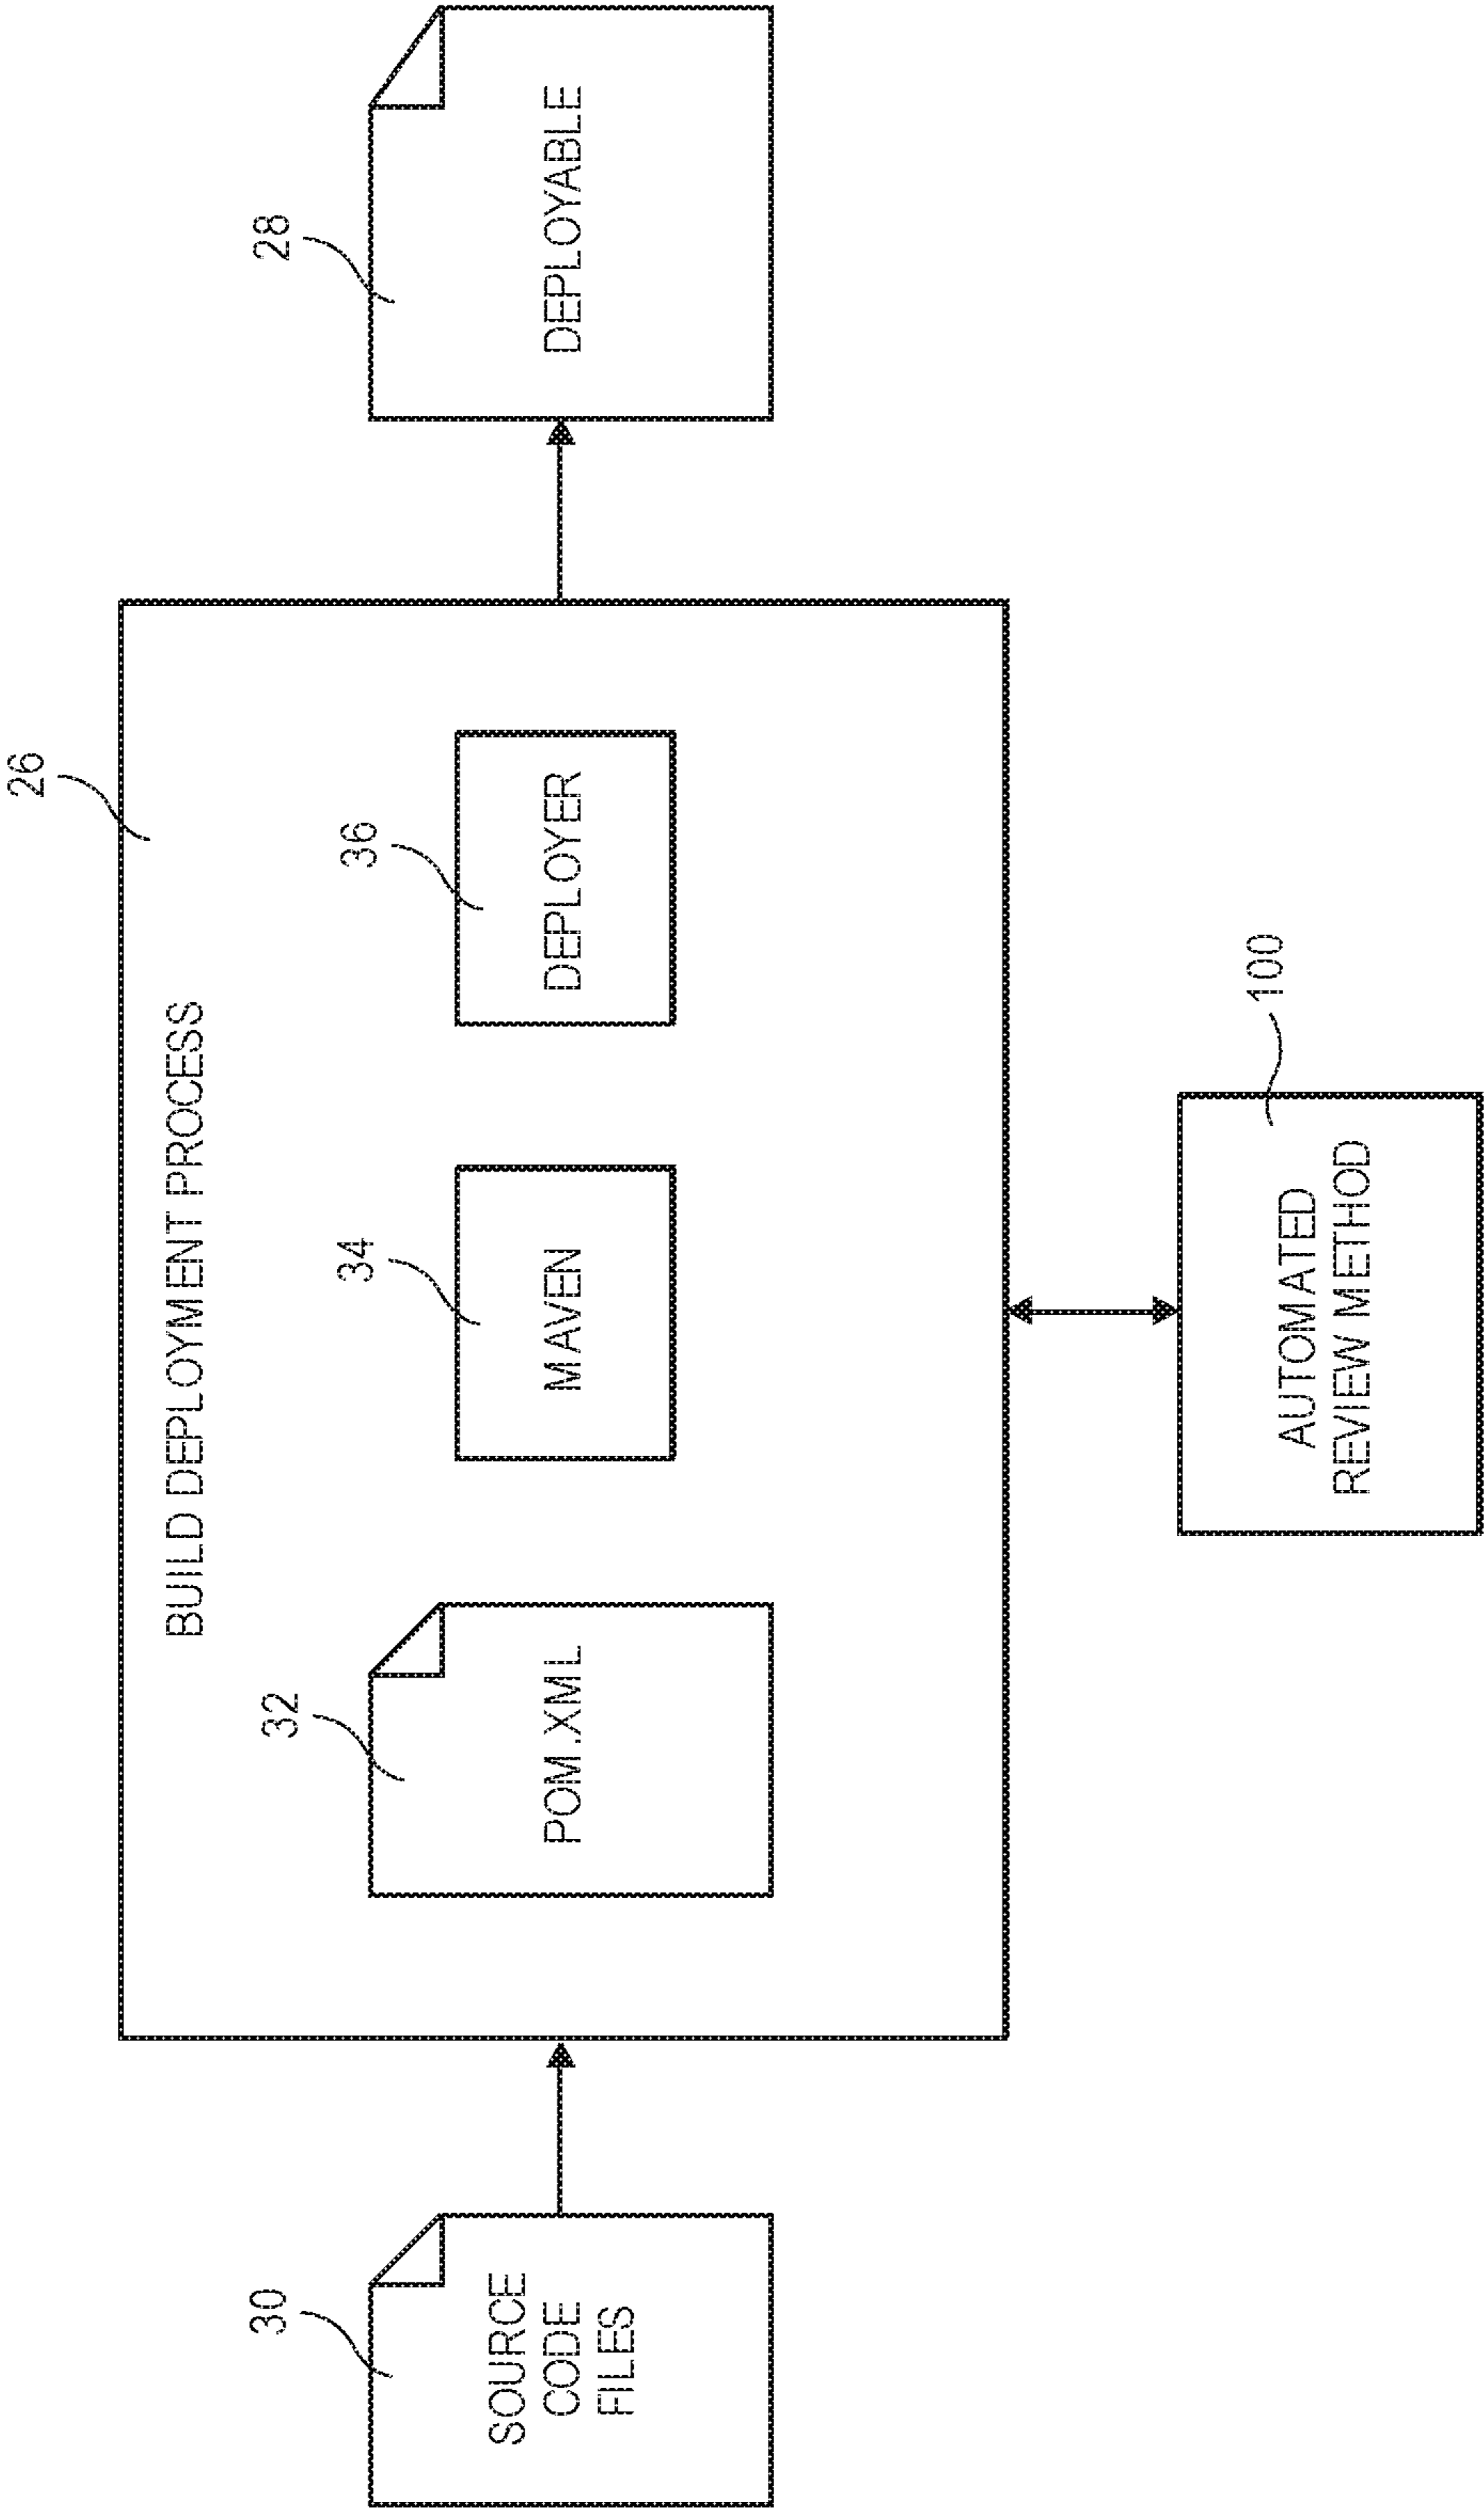 26
BUILD DEPLOYMENT PROCESS
30
SOURCE
CODE
FILES
32
POM.XML
34
MAVEN
36
DEPLOYER
28
DEPLOYABLE
100
AUTOMATED
REVIEW METHOD